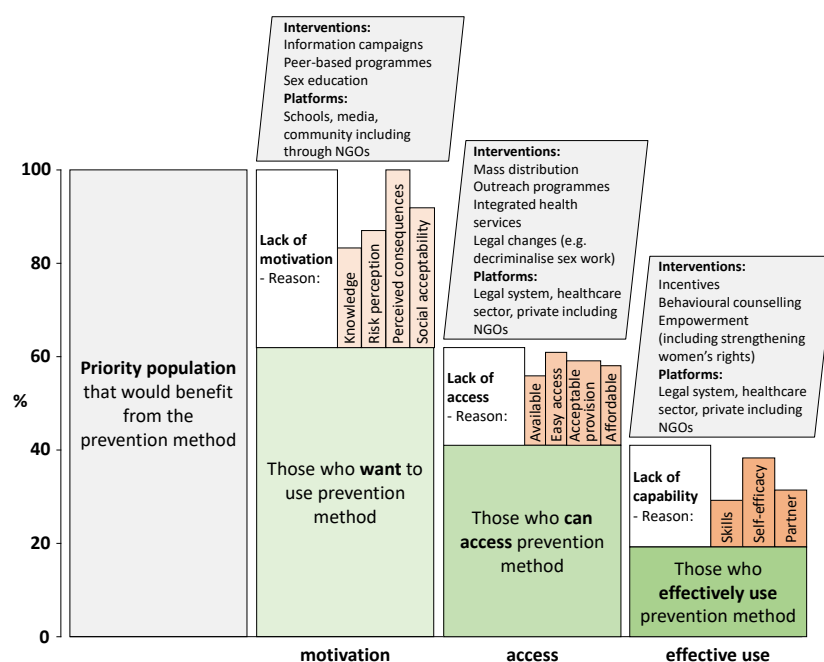 Interventions:
Information campaigns
Peer-based programmes
Sex education
Platforms:
Schools, media,
community including
through NGOs
Interventions:
Mass distribution
Outreach programmes
Integrated health
services
Legal changes (e.g.
decriminalise sex work)
Platforms:
Legal system, healthcare
sector, private including
NGOs
Interventions:
Incentives
Behavioural counselling
Empowerment
(including strengthening
women's rights)
Platforms:
Legal system, healthcare
sector, private including
NGOs
100
80
60
%
40
20
0
Priority population
that would benefit
from the
prevention method
Lack of
motivation
- Reason:
Knowledge
Risk perception
Perceived consequences
Social acceptability
Those who want to
use prevention
method
Lack of
access
- Reason:
Available
Easy access
Acceptable
provision
Affordable
Those who can
access prevention
method
Lack of
capability
- Reason:
Skills
Self-efficacy
Partner
Those who
effectively use
prevention method
motivation
access
effective use